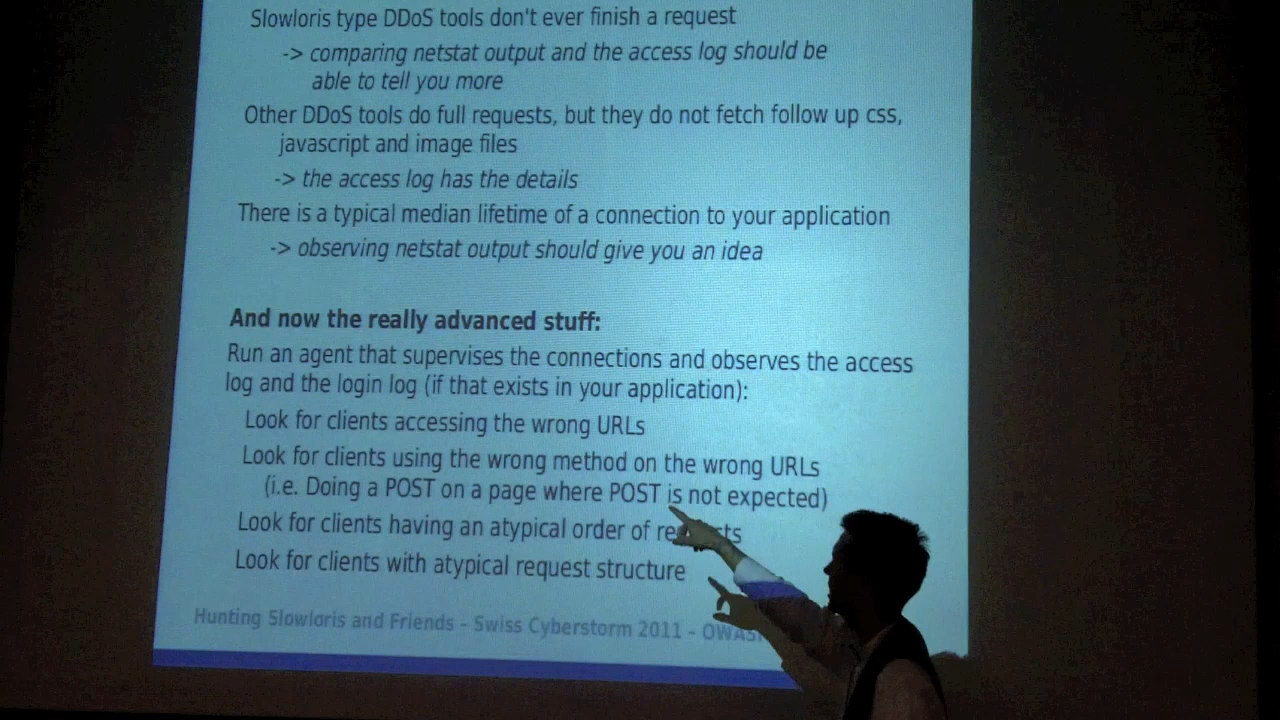 Slowloris type DDoS tools don't ever finish a request
-> comparing netstat output and the access log should be
able to tell you more
Other DDoS tools do full requests, but they do not fetch follow up css,
javascript and image files
-> the access log has the details
There is a typical median lifetime of a connection to your application
-> observing netstat output should give you an idea
And now the really advanced stuff:
Run an agent that supervises the connections and observes the access
log and the login log (if that exists in your application):
Look for clients accessing the wrong URLs
Look for clients using the wrong method on the wrong URLs
(i.e. Doing a POST on a page where POST is not expected)
Look for clients having an atypical order of
Look for clients with atypical request structure
Hunting Slowloris and Friends - Swiss Cyberstorm 2011 -